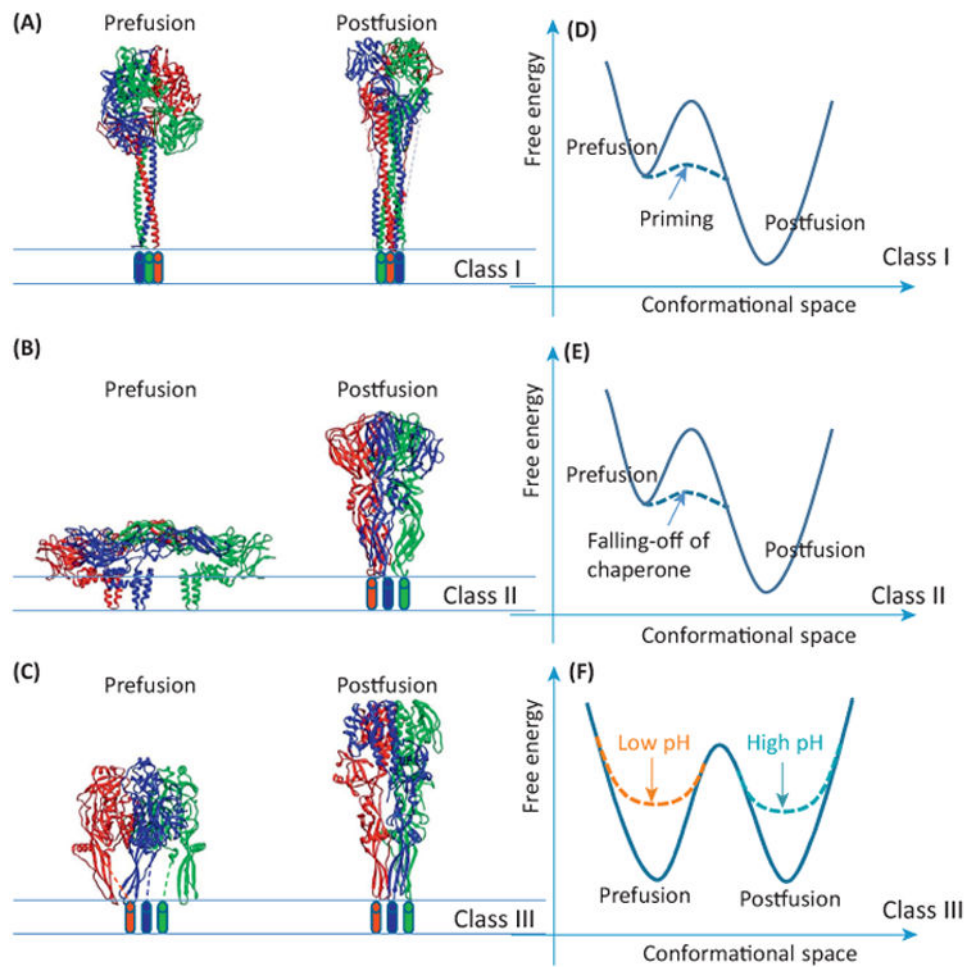 (A)
Prefusion
Postfusion
Class I
(D)
Free energy
Prefusion
Priming
Postfusion
Class I
Conformational space
(B)
Prefusion
Postfusion
Class II
(E)
Free energy
Prefusion
Falling-off of
chaperone
Postfusion
Class II
Conformational space
(C)
Prefusion
Postfusion
Class III
(F)
Free energy
Low pH
High pH
Prefusion
Postfusion
Class III
Conformational space